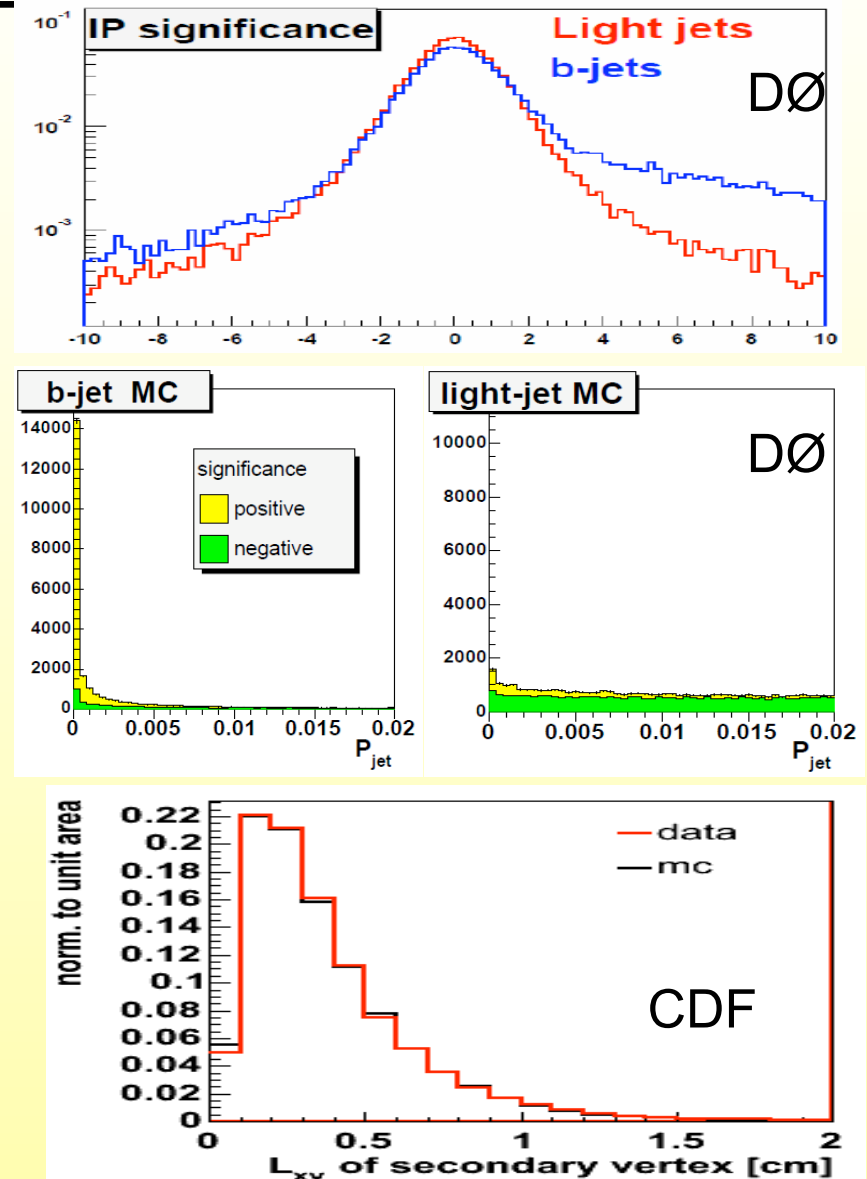 IP significance
Light jets
b-jets
DØ
10⁻¹
10⁻²
10⁻³
-10 -8 -6 -4 -2 0 2 4 6 8 10
b-jet MC
14000
12000
10000
8000
6000
4000
2000
0
significance
positive
negative
0 0.005 0.01 0.015 0.02
P_jet
light-jet MC
DØ
10000
8000
6000
4000
2000
0
0 0.005 0.01 0.015 0.02
P_jet
norm. to unit area
0.22
0.2
0.18
0.16
0.14
0.12
0.1
0.08
0.06
0.04
0.02
0
data
mc
CDF
0 0.5 1 1.5 2
L_xy of secondary vertex [cm]